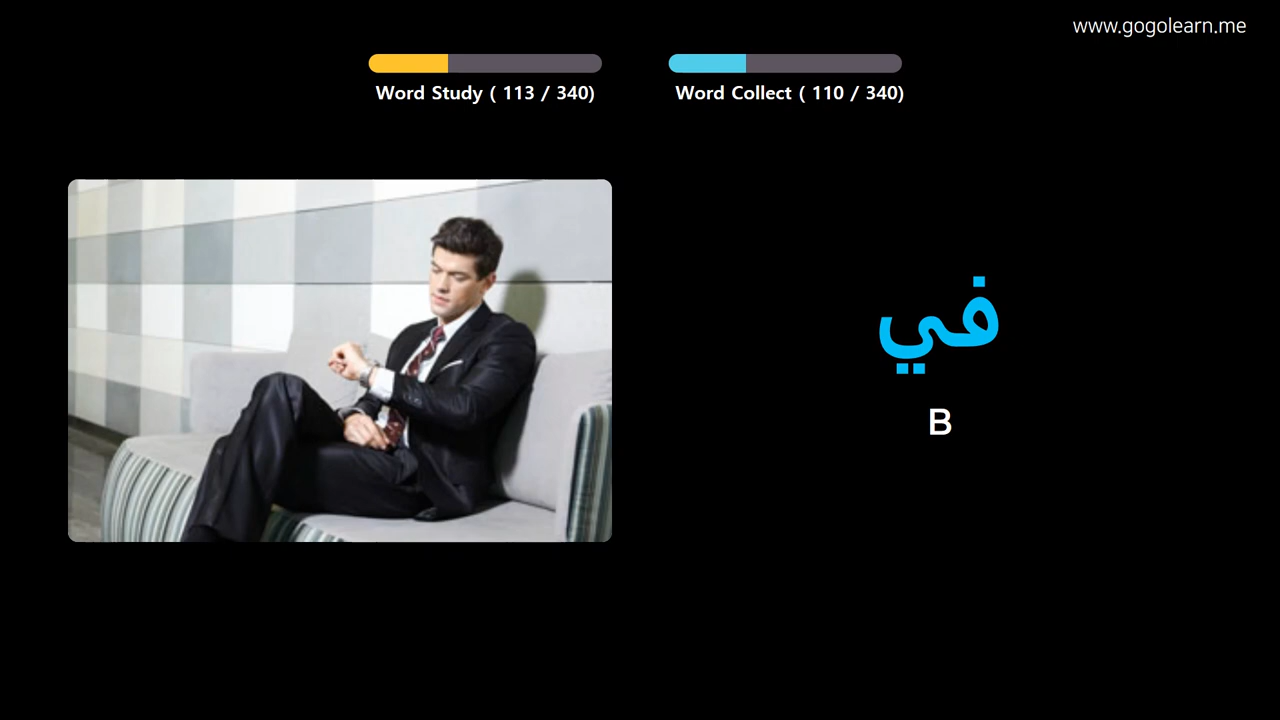 www.gogolearn.me
Word Study ( 113 / 340)
Word Collect ( 110 / 340)
في
В